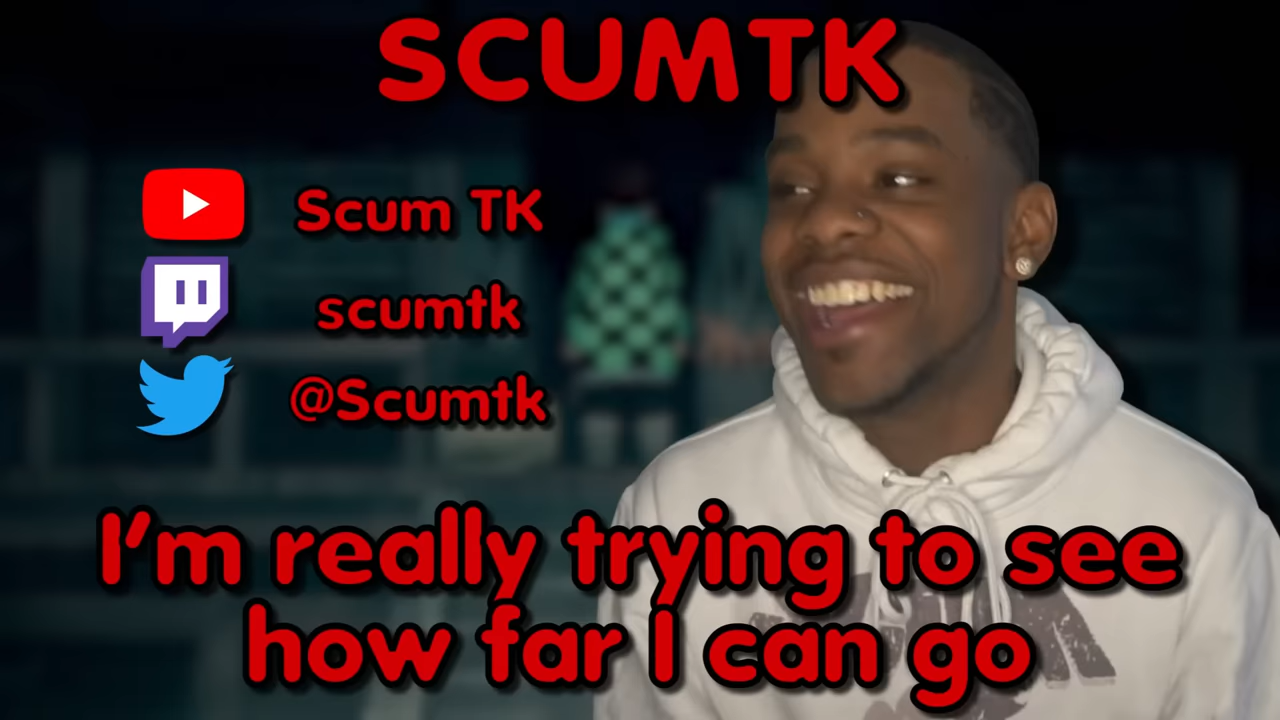 SCUMTK
Scum TK
scumtk
@Scumtk
I'm really trying to see
how far I can go